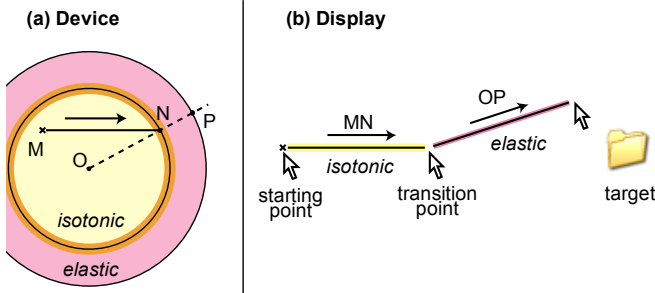 (a) Device
N
P
M
O
isotonic
elastic
(b) Display
OP
MN
elastic
isotonic
starting
point
transition
point
target